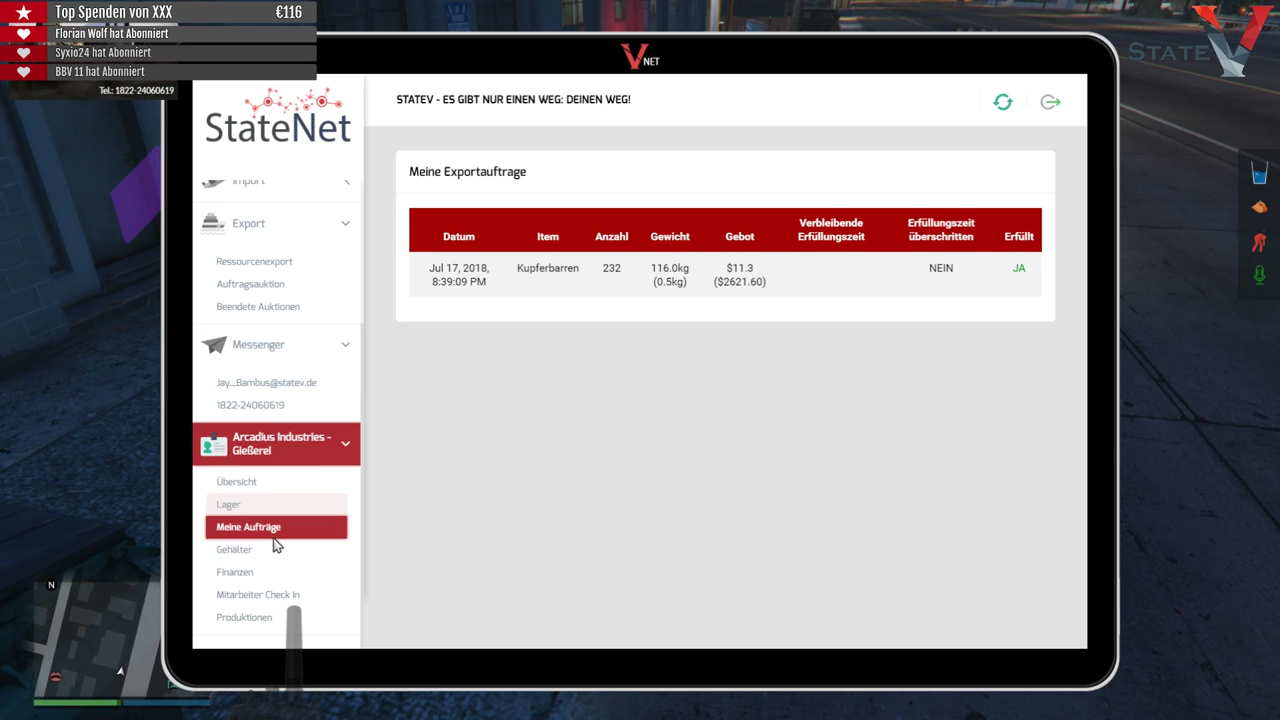 Top Spenden von XXX €116
Florian Wolf hat Abonniert
Syxio24 hat Abonniert
BBV 11 hat Abonniert
Tel.: 1822-24060619
V NET
STATEV
StateNet
STATEV - ES GIBT NUR EINEN WEG: DEINEN WEG!
Import
Export
Ressourcenexport
Auftragsauktion
Beendete Auktionen
Messenger
Jay_Bambus@statev.de
1822-24060619
Arcadius Industries -
Gießerei
Übersicht
Lager
Meine Aufträge
Gehälter
Finanzen
Mitarbeiter Check In
Produktionen
Meine Exportauftrage
Datum Item Anzahl Gewicht Gebot Verbleibende Erfüllungszeit Erfüllungszeit überschritten Erfüllt
Jul 17, 2018, Kupferbarren 232 116.0kg $11.3 NEIN JA
8:39:09 PM (0.5kg) ($2621.60)
N